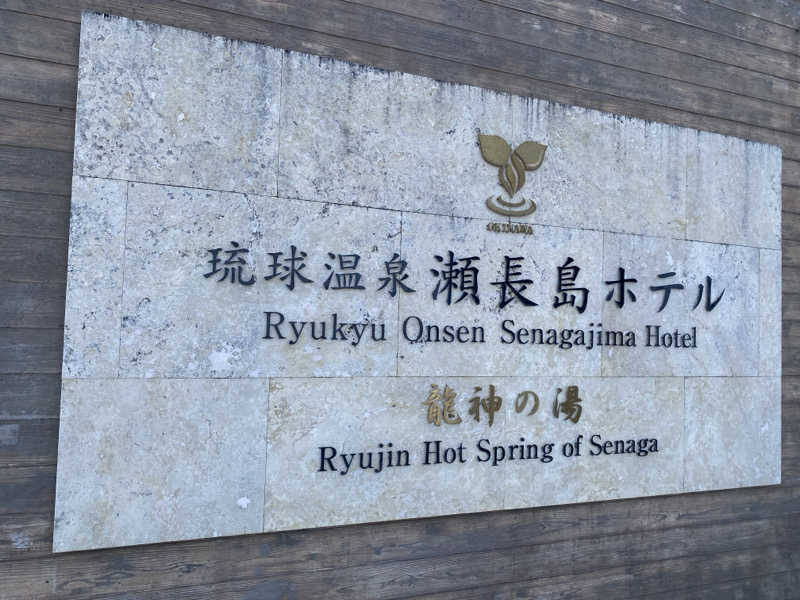 OKINAWA
琉球温泉瀬長島ホテル
Ryukyu Onsen Senagajima Hotel
龍神の湯
Ryujin Hot Spring of Senaga